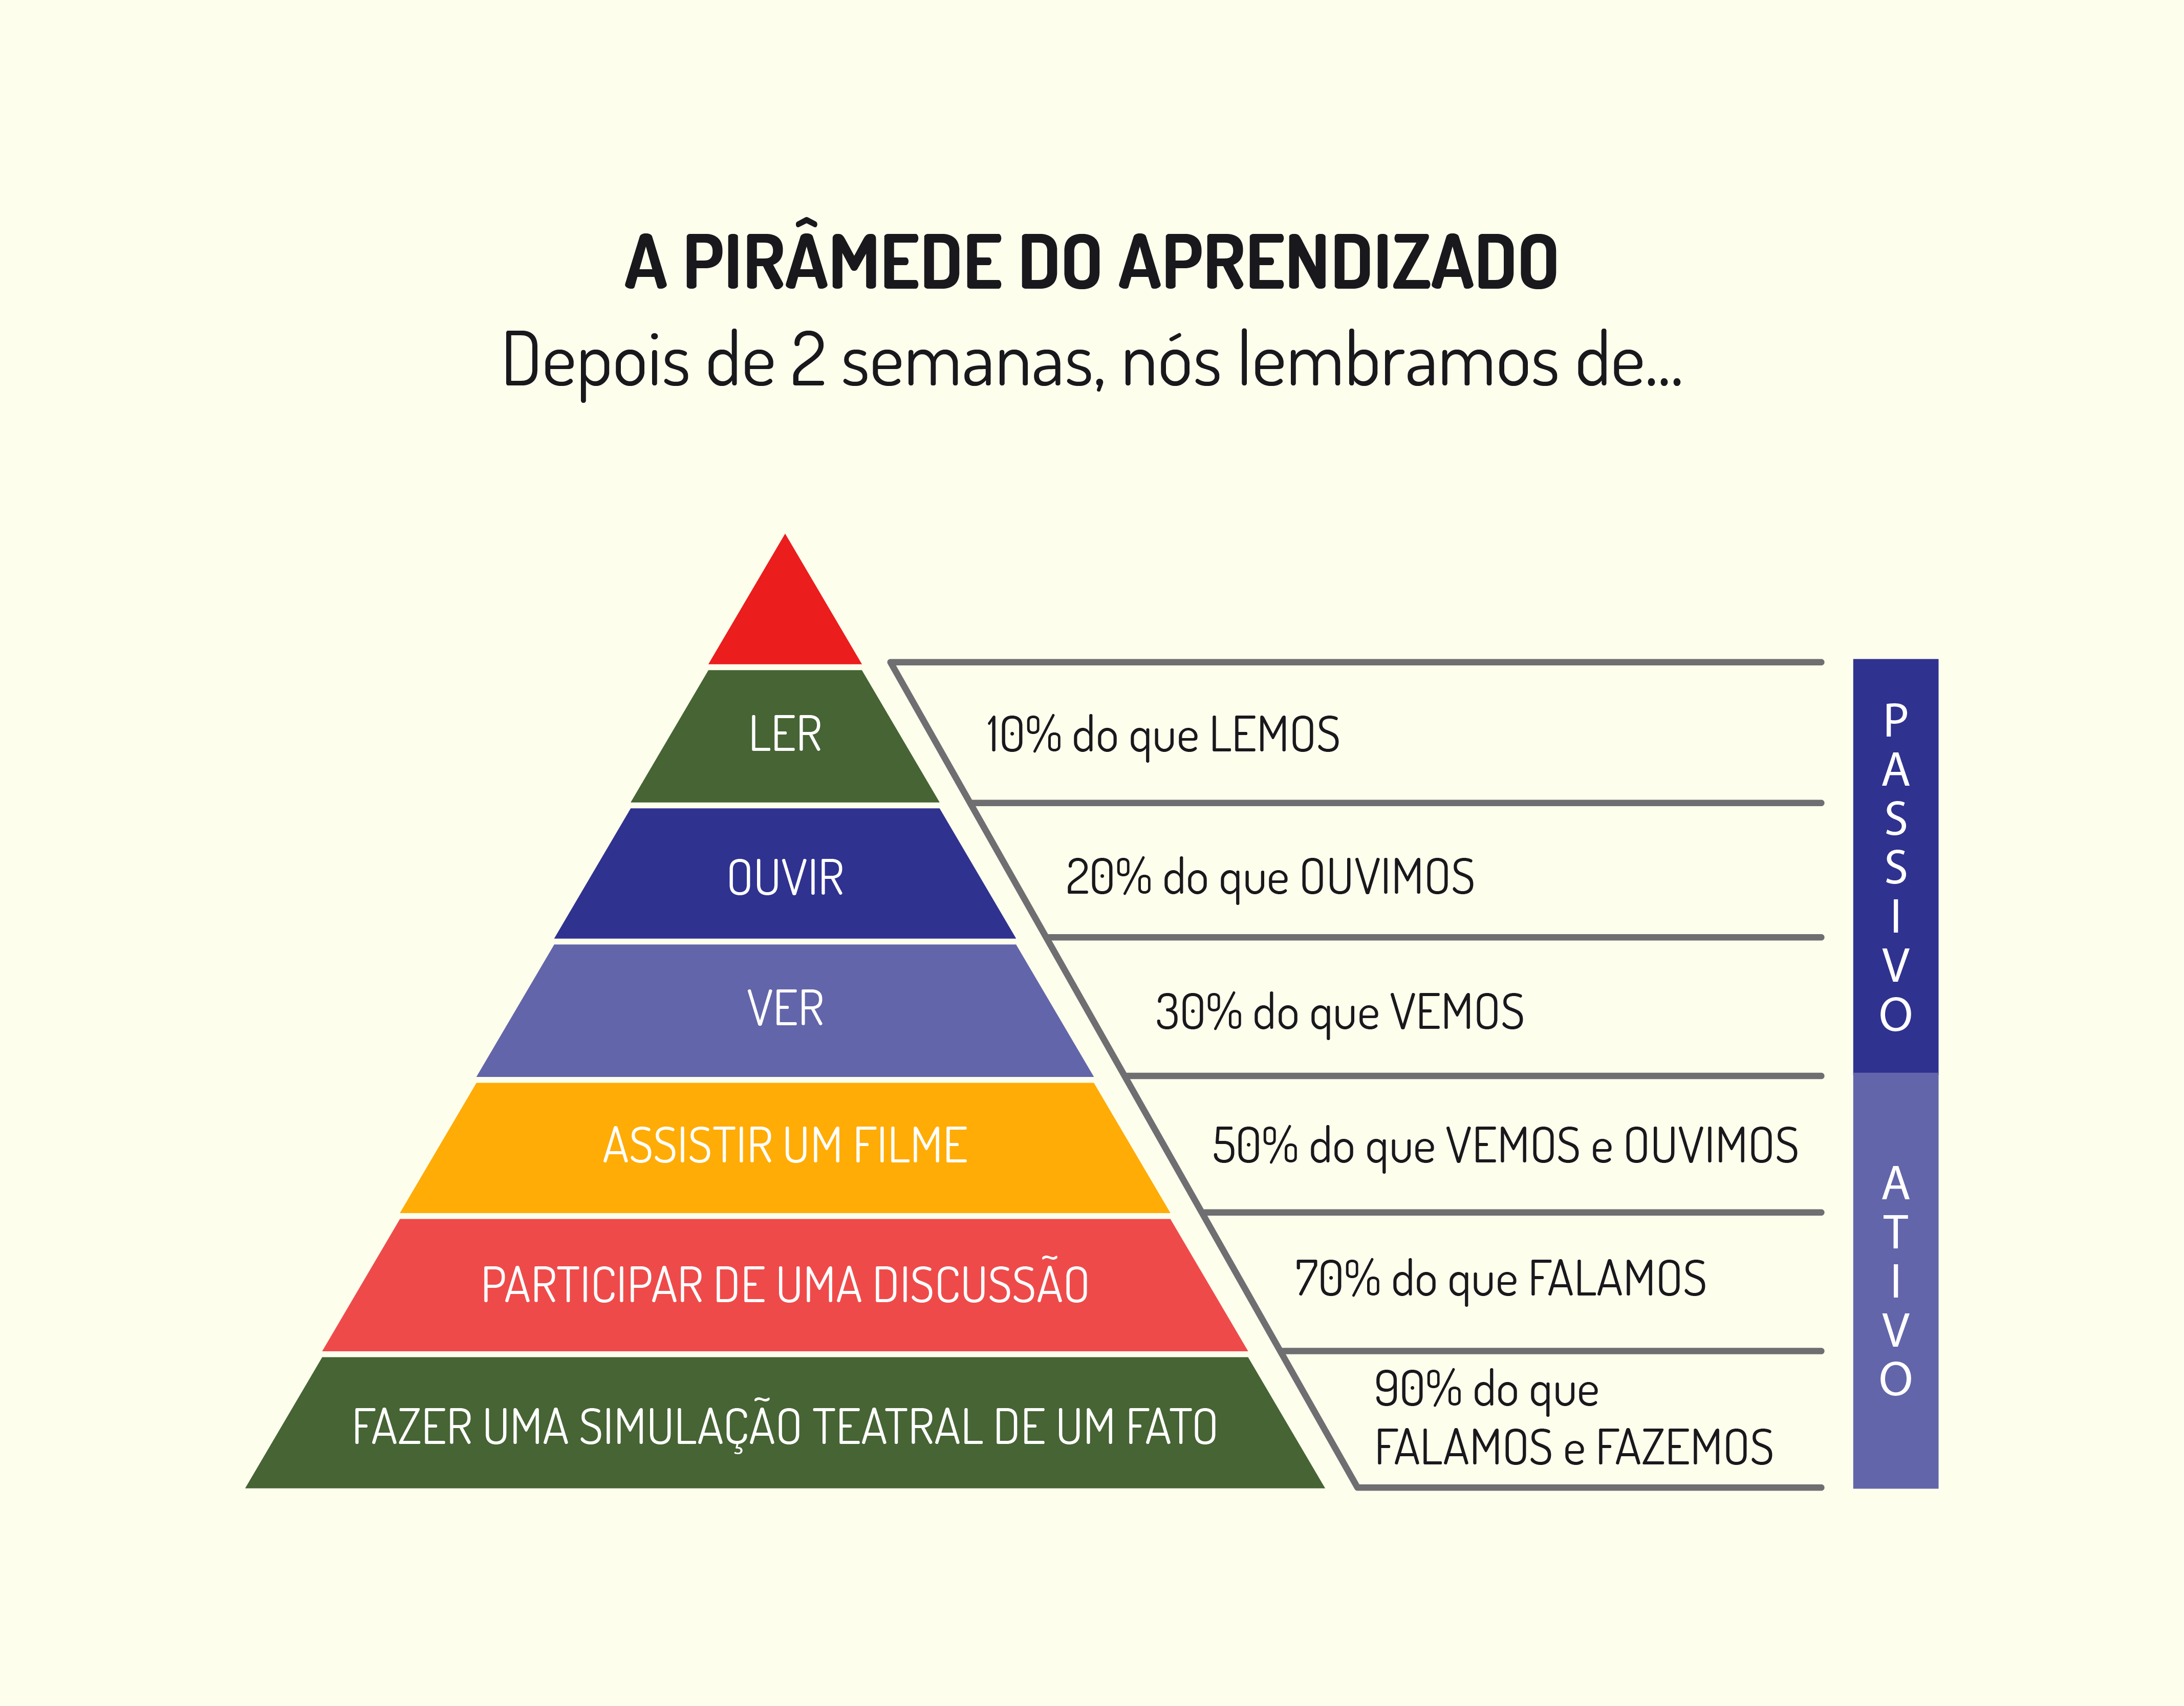 A PIRÂMEDE DO APRENDIZADO
Depois de 2 semanas, nós lembramos de...
LER
10% do que LEMOS
OUVIR
20% do que OUVIMOS
VER
30% do que VEMOS
ASSISTIR UM FILME
50% do que VEMOS e OUVIMOS
PARTICIPAR DE UMA DISCUSSÃO
70% do que FALAMOS
FAZER UMA SIMULAÇÃO TEATRAL DE UM FATO
90% do que
FALAMOS e FAZEMOS
PASSIVO
ATIVO